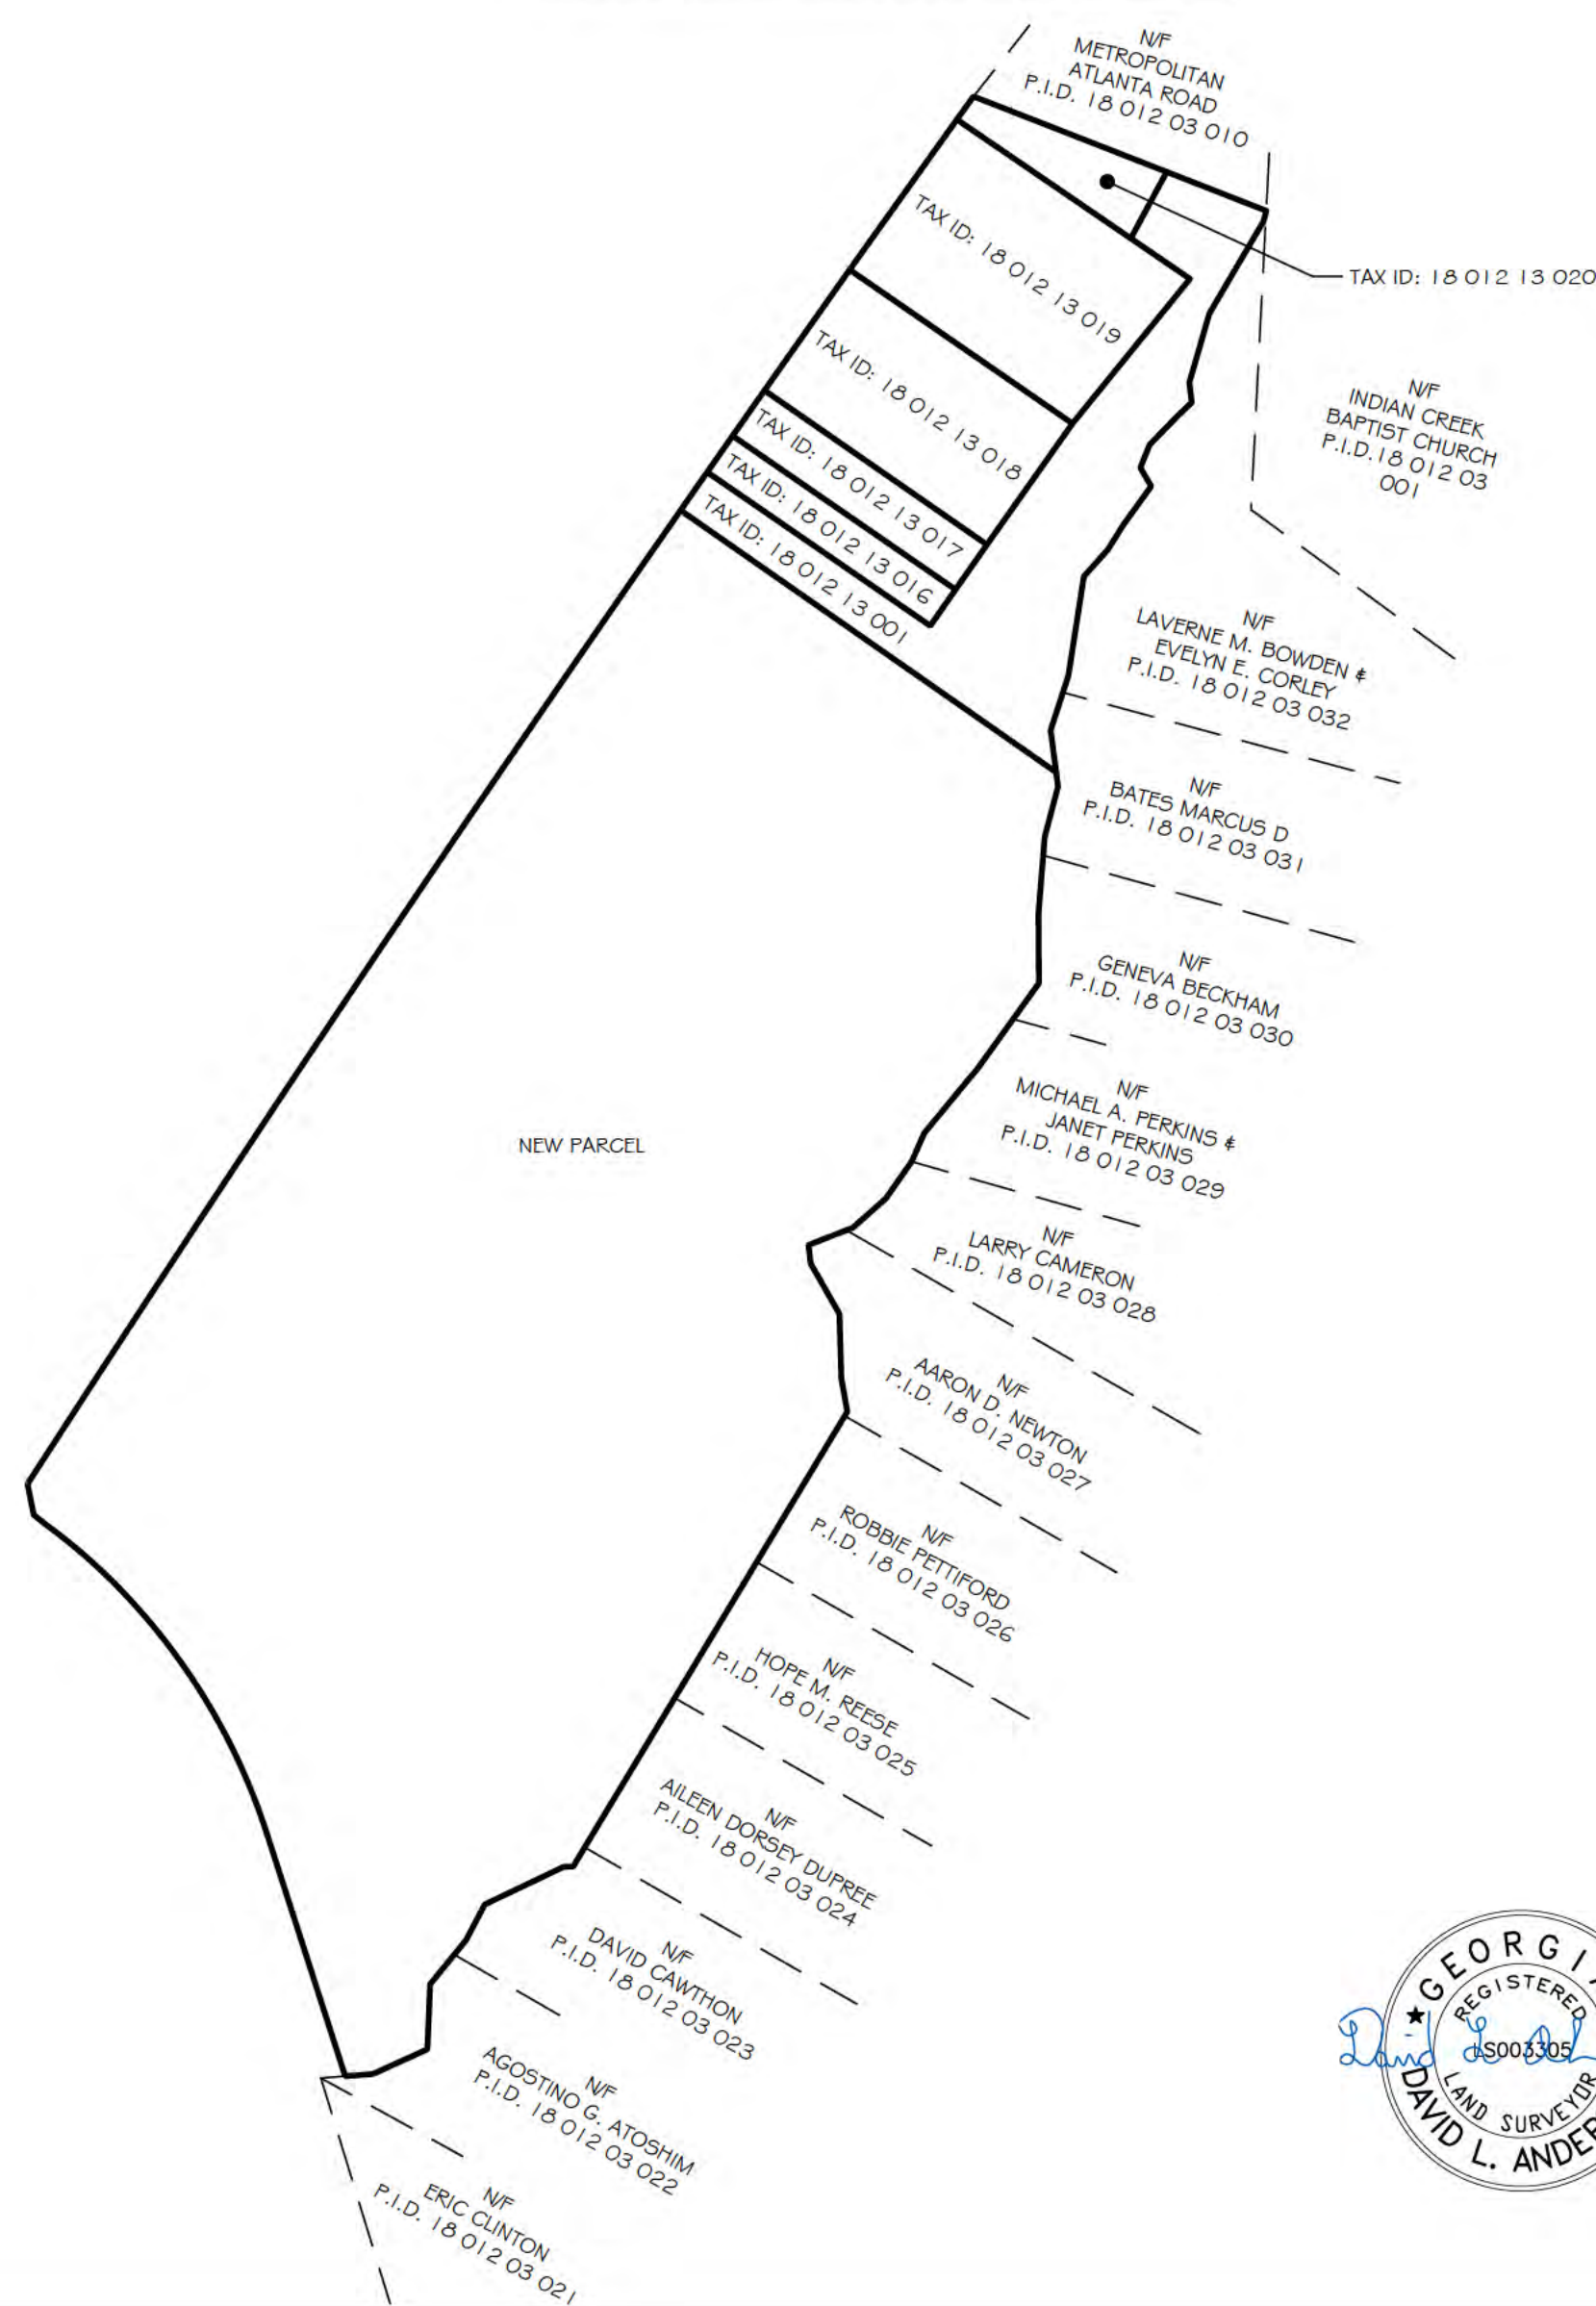 N/F
METROPOLITAN
ATLANTA ROAD
P.I.D. 18 012 03 010
TAX ID: 18 012 13 019
TAX ID: 18 012 13 020
TAX ID: 18 012 13 018
TAX ID: 18 012 13 017
TAX ID: 18 012 13 016
TAX ID: 18 012 13 001
N/F
INDIAN CREEK
BAPTIST CHURCH
P.I.D. 18 012 03
001
N/F
LAVERNE M. BOWDEN &
EVELYN E. CORLEY
P.I.D. 18 012 03 032
N/F
BATES MARCUS D
P.I.D. 18 012 03 031
N/F
GENEVA BECKHAM
P.I.D. 18 012 03 030
N/F
MICHAEL A. PERKINS &
JANET PERKINS
P.I.D. 18 012 03 029
NEW PARCEL
N/F
LARRY CAMERON
P.I.D. 18 012 03 028
N/F
AARON D. NEWTON
P.I.D. 18 012 03 027
N/F
ROBBIE PETTIFORD
P.I.D. 18 012 03 026
N/F
HOPE M. REESE
P.I.D. 18 012 03 025
N/F
AILEEN DORSEY DUPREE
P.I.D. 18 012 03 024
N/F
DAVID CAWTHON
P.I.D. 18 012 03 023
N/F
AGOSTINO G. ATOSHIM
P.I.D. 18 012 03 022
N/F
ERIC CLINTON
P.I.D. 18 012 03 021
★ GEORGI
REGISTERED
LS003305
LAND SURVEYOR
DAVID L. ANDER
David L